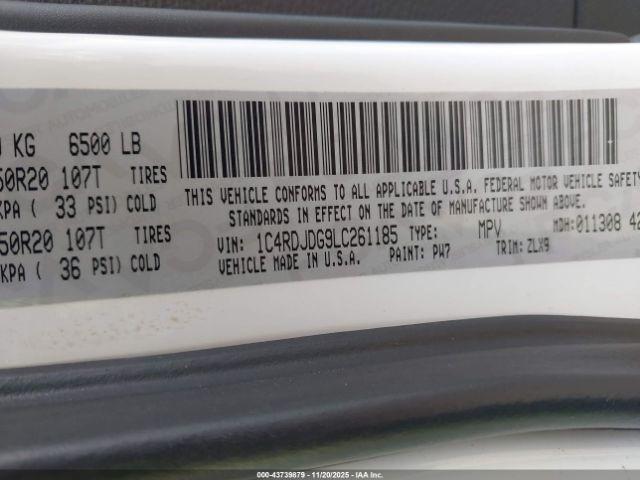 KG 6500 LB
50R20 107T TIRES
KPA ( 33 PSI) COLD
50R20 107T TIRES
KPA ( 36 PSI) COLD
THIS VEHICLE CONFORMS TO ALL APPLICABLE U.S.A. FEDERAL MOTOR VEHICLE SAFETY
STANDARDS IN EFFECT ON THE DATE OF MANUFACTURE SHOWN ABOVE.
VIN: 1C4RDJDG9LC261185 TYPE: MPV MDH:011308 42
VEHICLE MADE IN U.S.A. PAINT: PW7 TRIM: ZLX9
000-43739879 | 11/20/2025 | IAA, Inc.